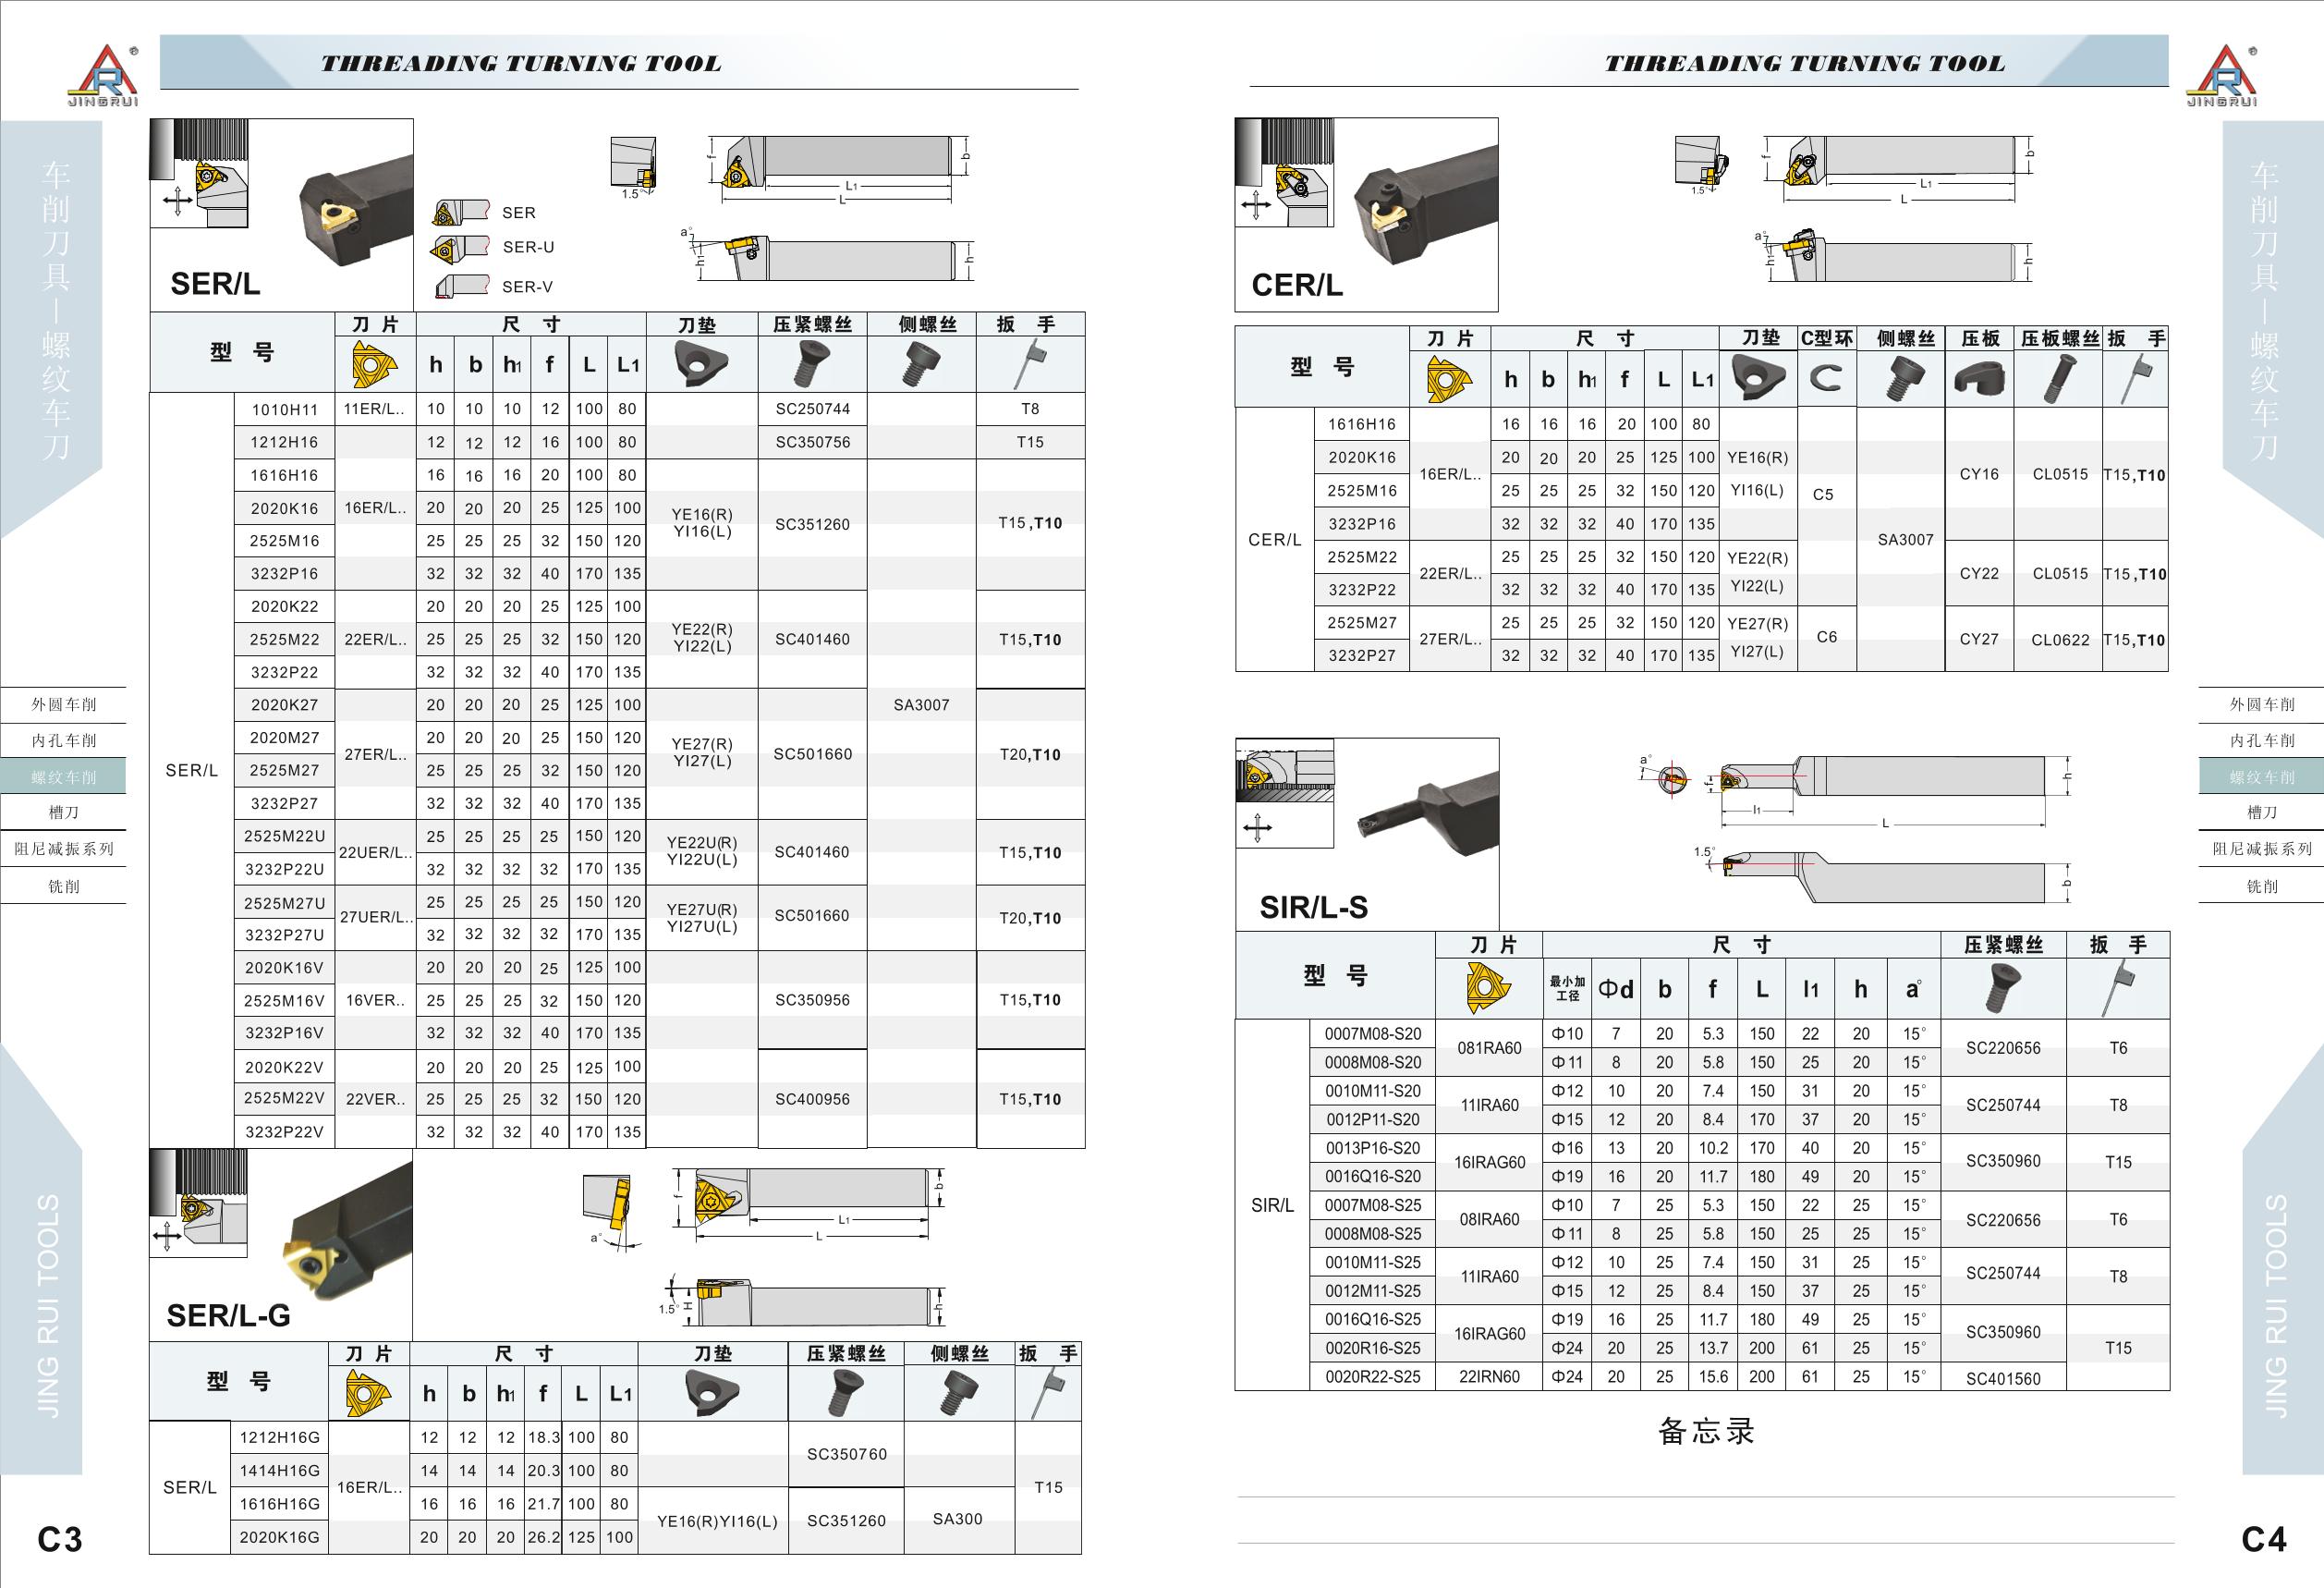 THREADING TURNING TOOL
JINGRUI
车削刀具—螺纹车刀
外圆车削
内孔车削
螺纹车削
槽刀
阻尼减振系列
铣削
JING RUI TOOLS
C3
SER/L
SER
SER-U
SER-V
1.5°
f
b
L1
L
a°
h1
h
型 号 刀 片 尺 寸 刀垫 压紧螺丝 侧螺丝 扳 手
h b h1 f L L1
SER/L
1010H11 11ER/L.. 10 10 10 12 100 80 SC250744 T8
1212H16 12 12 12 16 100 80 SC350756 T15
1616H16 16 16 16 20 100 80
2020K16 16ER/L.. 20 20 20 25 125 100 YE16(R) YI16(L) SC351260 T15,T10
2525M16 25 25 25 32 150 120
3232P16 32 32 32 40 170 135
2020K22 20 20 20 25 125 100
2525M22 22ER/L.. 25 25 25 32 150 120 YE22(R) YI22(L) SC401460 T15,T10
3232P22 32 32 32 40 170 135
2020K27 20 20 20 25 125 100 SA3007
2020M27 20 20 20 25 150 120
27ER/L.. YE27(R) YI27(L) SC501660 T20,T10
2525M27 25 25 25 32 150 120
3232P27 32 32 32 40 170 135
2525M22U 25 25 25 25 150 120
22UER/L.. YE22U(R) YI22U(L) SC401460 T15,T10
3232P22U 32 32 32 32 170 135
2525M27U 25 25 25 25 150 120
27UER/L.. YE27U(R) YI27U(L) SC501660 T20,T10
3232P27U 32 32 32 32 170 135
2020K16V 20 20 20 25 125 100
2525M16V 16VER.. 25 25 25 32 150 120 SC350956 T15,T10
3232P16V 32 32 32 40 170 135
2020K22V 20 20 20 25 125 100
2525M22V 22VER.. 25 25 25 32 150 120 SC400956 T15,T10
3232P22V 32 32 32 40 170 135
SER/L-G
a°
f
b
L1
L
1.5°
H
h
型 号 刀 片 尺 寸 刀垫 压紧螺丝 侧螺丝 扳 手
h b h1 f L L1
SER/L
1212H16G 12 12 12 18.3 100 80
SC350760
1414H16G 14 14 14 20.3 100 80
16ER/L.. T15
1616H16G 16 16 16 21.7 100 80
YE16(R)YI16(L) SC351260 SA300
2020K16G 20 20 20 26.2 125 100
THREADING TURNING TOOL
JINGRUI
车削刀具—螺纹车刀
外圆车削
内孔车削
螺纹车削
槽刀
阻尼减振系列
铣削
JING RUI TOOLS
C4
CER/L
1.5°
f
b
L1
L
a°
h1
h
型 号 刀 片 尺 寸 刀垫 C型环 侧螺丝 压板 压板螺丝 扳 手
h b h1 f L L1
CER/L
1616H16 16 16 16 20 100 80
2020K16 20 20 20 25 125 100 YE16(R)
16ER/L.. CY16 CL0515 T15,T10
2525M16 25 25 25 32 150 120 YI16(L) C5
3232P16 32 32 32 40 170 135
SA3007
2525M22 25 25 25 32 150 120 YE22(R)
22ER/L.. CY22 CL0515 T15,T10
3232P22 32 32 32 40 170 135 YI22(L)
2525M27 25 25 25 32 150 120 YE27(R)
27ER/L.. C6 CY27 CL0622 T15,T10
3232P27 32 32 32 40 170 135 YI27(L)
SIR/L-S
a°
f
l1
L
h
1.5°
b
型 号 刀 片 尺 寸 压紧螺丝 扳 手
最小加工径 Φd b f L l1 h a°
SIR/L
0007M08-S20 Φ10 7 20 5.3 150 22 20 15°
081RA60 SC220656 T6
0008M08-S20 Φ11 8 20 5.8 150 25 20 15°
0010M11-S20 Φ12 10 20 7.4 150 31 20 15°
11IRA60 SC250744 T8
0012P11-S20 Φ15 12 20 8.4 170 37 20 15°
0013P16-S20 Φ16 13 20 10.2 170 40 20 15°
16IRAG60 SC350960 T15
0016Q16-S20 Φ19 16 20 11.7 180 49 20 15°
0007M08-S25 Φ10 7 25 5.3 150 22 25 15°
08IRA60 SC220656 T6
0008M08-S25 Φ11 8 25 5.8 150 25 25 15°
0010M11-S25 Φ12 10 25 7.4 150 31 25 15°
11IRA60 SC250744 T8
0012M11-S25 Φ15 12 25 8.4 150 37 25 15°
0016Q16-S25 Φ19 16 25 11.7 180 49 25 15°
16IRAG60 SC350960
0020R16-S25 Φ24 20 25 13.7 200 61 25 15° T15
0020R22-S25 22IRN60 Φ24 20 25 15.6 200 61 25 15° SC401560
备忘录